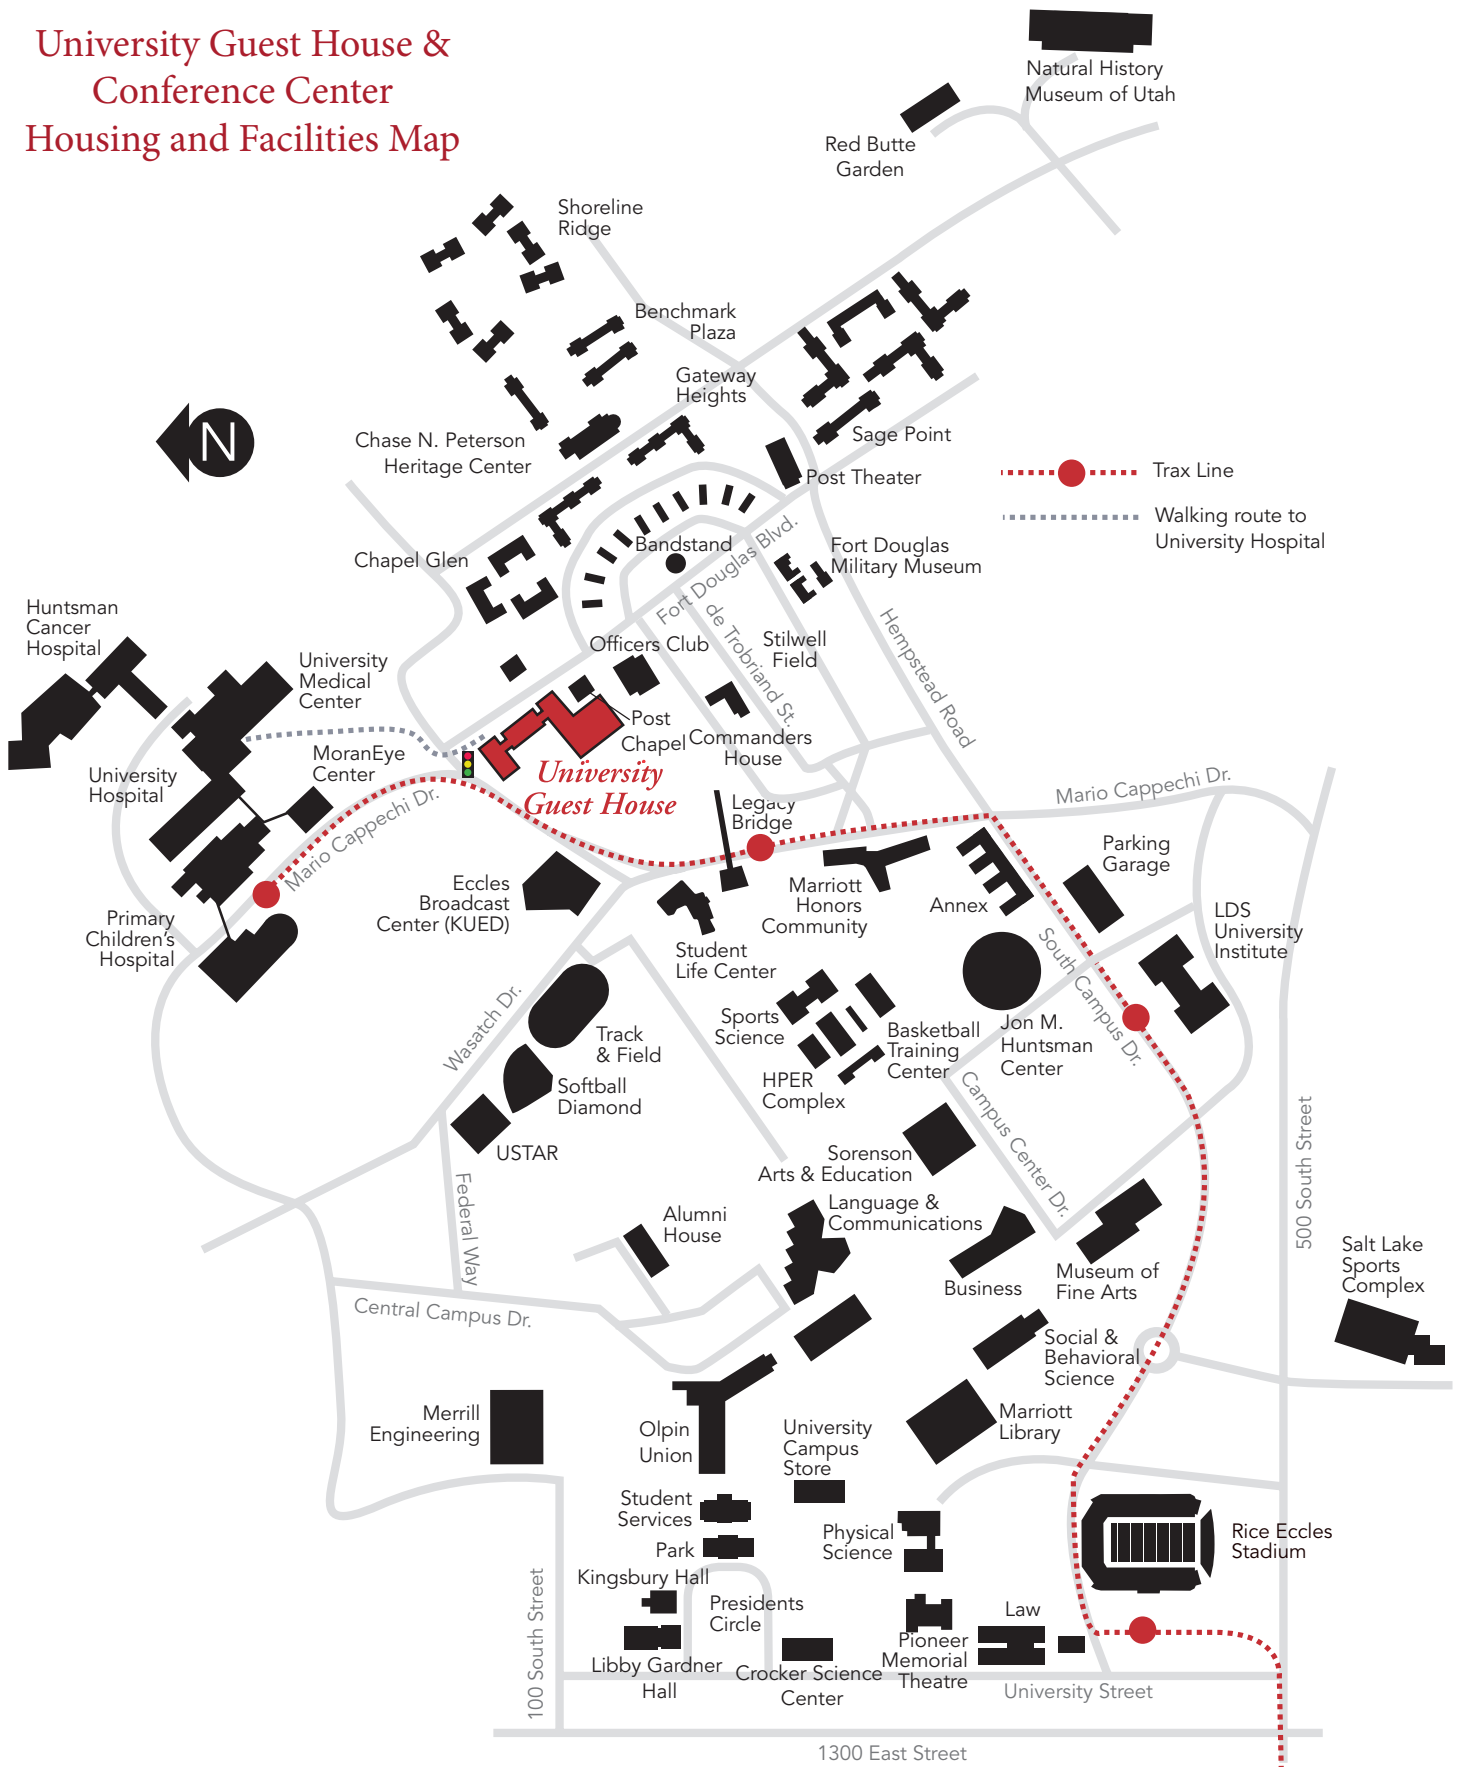 University Guest House &
Conference Center
Housing and Facilities Map
Natural History
Museum of Utah
Red Butte
Garden
Shoreline
Ridge
Benchmark
Plaza
Gateway
Heights
Chase N. Peterson
Heritage Center
N
Sage Point
Post Theater
Trax Line
Walking route to
University Hospital
Chapel Glen
Bandstand
Fort Douglas Blvd.
Fort Douglas
Military Museum
Huntsman
Cancer
Hospital
University
Medical
Center
Officers Club
de Trobriand St.
Stilwell
Field
Hempstead Road
Post
Chapel
Commanders
House
MoranEye
Center
University
Hospital
University
Guest House
Mario Cappechi Dr.
Legacy
Bridge
Mario Cappechi Dr.
Parking
Garage
Eccles
Broadcast
Center (KUED)
Marriott
Honors
Community
Annex
LDS
University
Institute
Primary
Children's
Hospital
Student
Life Center
South Campus Dr.
Wasatch Dr.
Track
& Field
Sports
Science
Basketball
Training
Center
Jon M.
Huntsman
Center
Softball
Diamond
HPER
Complex
Campus Center Dr.
USTAR
Sorenson
Arts & Education
500 South Street
Federal Way
Alumni
House
Language &
Communications
Salt Lake
Sports
Complex
Business
Museum of
Fine Arts
Central Campus Dr.
Social &
Behavioral
Science
Merrill
Engineering
Olpin
Union
University
Campus
Store
Marriott
Library
Student
Services
Physical
Science
Rice Eccles
Stadium
Park
Kingsbury Hall
Presidents
Circle
Law
100 South Street
Pioneer
Memorial
Theatre
Libby Gardner
Hall
Crocker Science
Center
University Street
1300 East Street